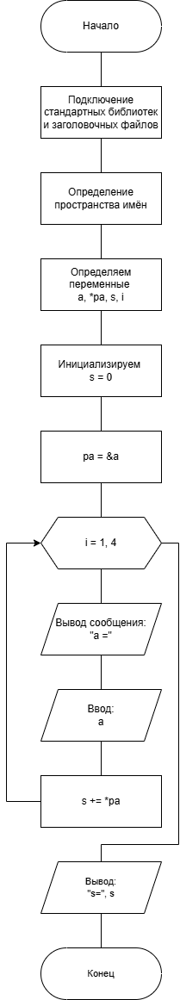 Начало
Подключение
стандартных библиотек
и заголовочных файлов
Определение
пространства имён
Определяем
переменные
a, *pa, s, i
Инициализируем
s = 0
pa = &a
i = 1, 4
Вывод сообщения:
"a ="
Ввод:
a
s += *pa
Вывод:
"s=", s
Конец